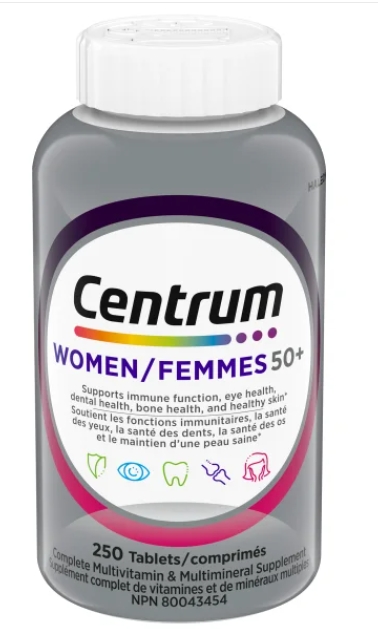 Centrum
WOMEN/FEMMES 50+
Supports immune function, eye health,
dental health, bone health, and healthy skin*
Soutient les fonctions immunitaires, la santé
des yeux, la santé des dents, la santé des os
et le maintien d'une peau saine*
250 Tablets/comprimés
Complete Multivitamin & Multimineral Supplement
Supplément complet de vitamines et de minéraux multiples
NPN 80043454